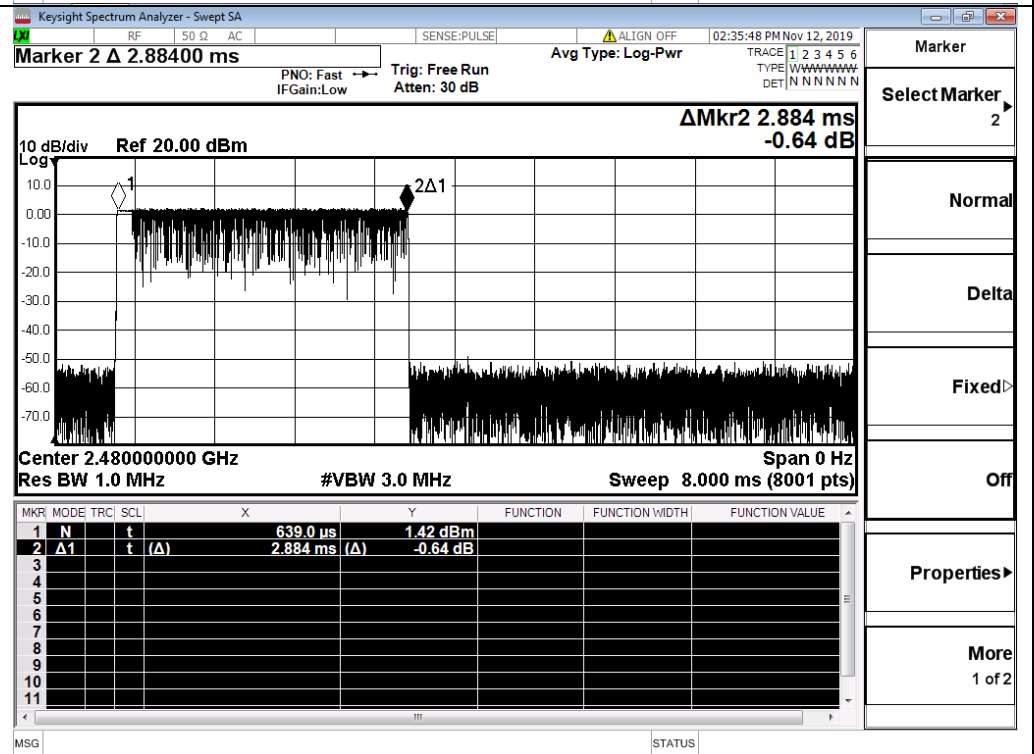 Keysight Spectrum Analyzer - Swept SA
LXI RF 50 Ω AC SENSE:PULSE ALIGN OFF 02:35:48 PM Nov 12, 2019
Marker 2 Δ 2.88400 ms
PNO: Fast
IFGain:Low
Trig: Free Run
Atten: 30 dB
Avg Type: Log-Pwr
TRACE 1 2 3 4 5 6
TYPE WWWWWW
DET N N N N N N
ΔMkr2 2.884 ms
-0.64 dB
10 dB/div Ref 20.00 dBm
Log
10.0
0.00
-10.0
-20.0
-30.0
-40.0
-50.0
-60.0
-70.0
1
2Δ1
Center 2.480000000 GHz Span 0 Hz
Res BW 1.0 MHz #VBW 3.0 MHz Sweep 8.000 ms (8001 pts)
MKR MODE TRC SCL X Y FUNCTION FUNCTION WIDTH FUNCTION VALUE
1 N t 639.0 µs 1.42 dBm
2 Δ1 t (Δ) 2.884 ms (Δ) -0.64 dB
3
4
5
6
7
8
9
10
11
MSG STATUS
Marker
Select Marker
2
Normal
Delta
Fixed
Off
Properties
More
1 of 2